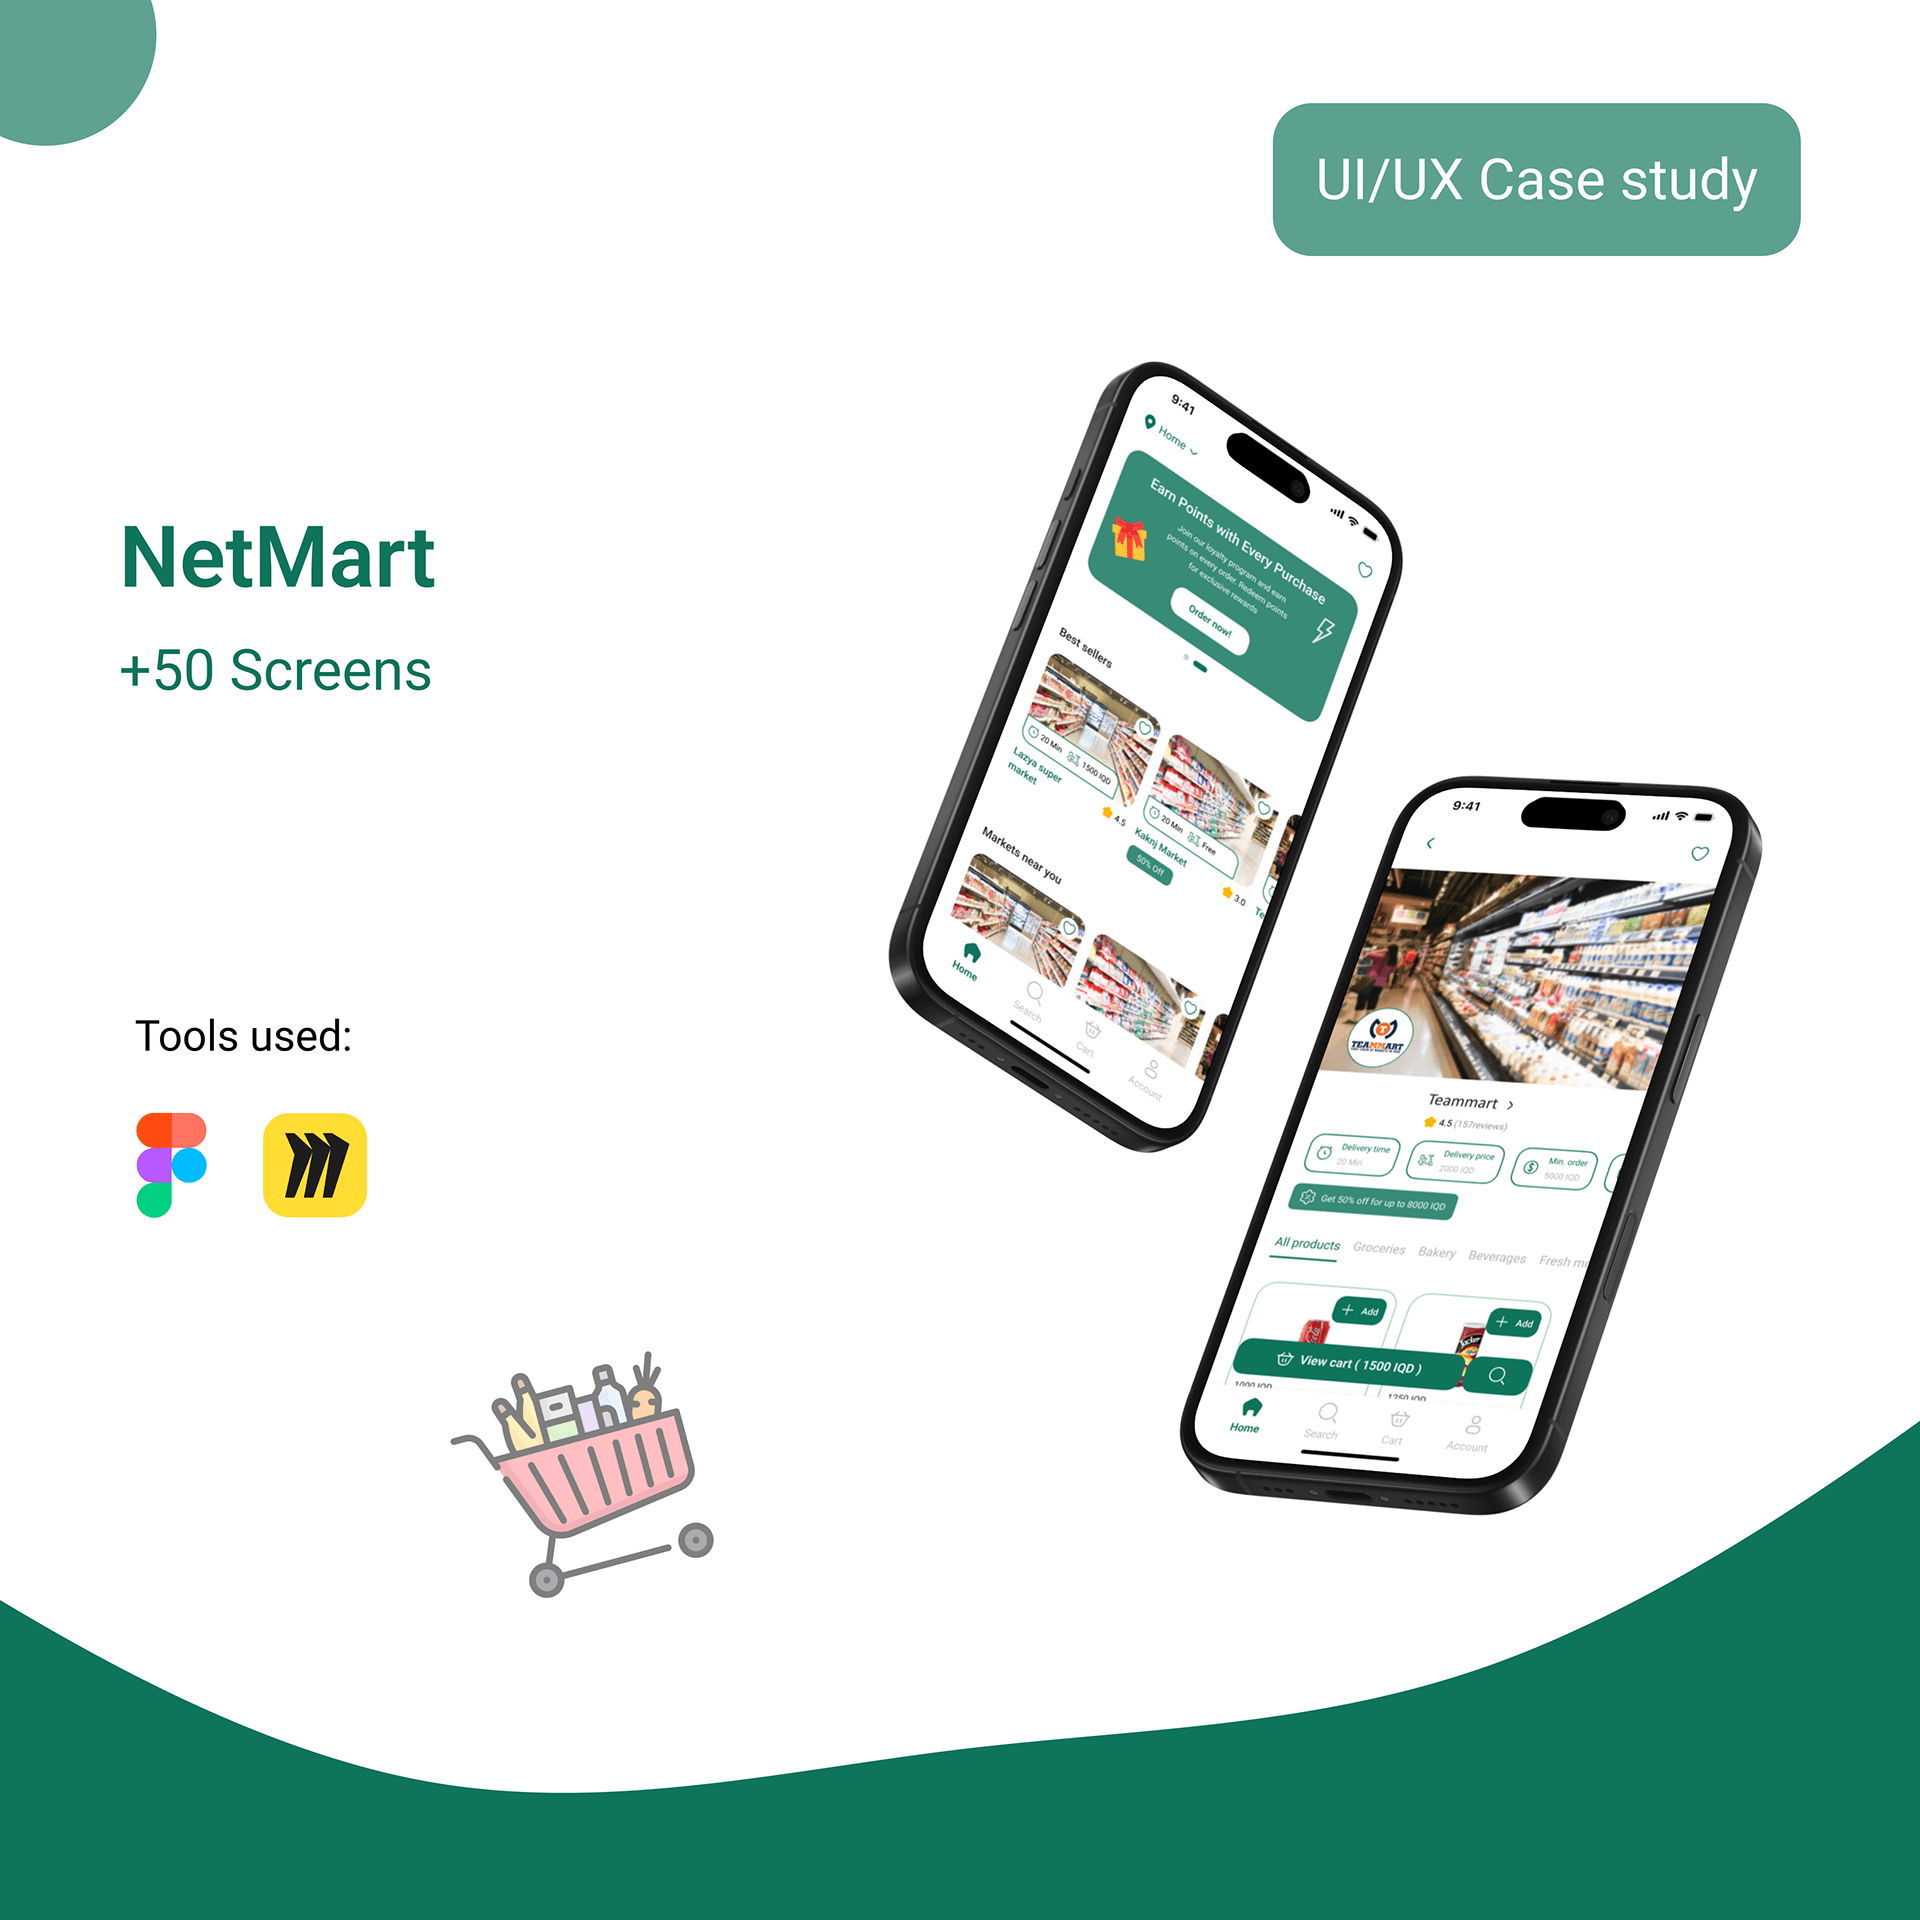 UI/UX Case study
NetMart
+50 Screens
Tools used:
9:41
Home
Earn Points with Every Purchase
Join our loyalty program and earn
points on every order. Redeem points
for exclusive rewards
Order now!
Best sellers
20 Min
1500 IQD
Lazya super
market
4.5
20 Min
Free
Kaknj Market
50% Off
3.0
Te
Markets near you
Home
Search
Cart
Account
9:41
TEAMMART
Teammart
4.5 (157reviews)
Delivery time
20 Min
Delivery price
2000 IQD
Min. order
5000 IQD
Get 50% off for up to 8000 IQD
All products Groceries Bakery Beverages Fresh m
+ Add
+ Add
View cart ( 1500 IQD )
1000 IQD
1250 IQD
Home
Search
Cart
Account